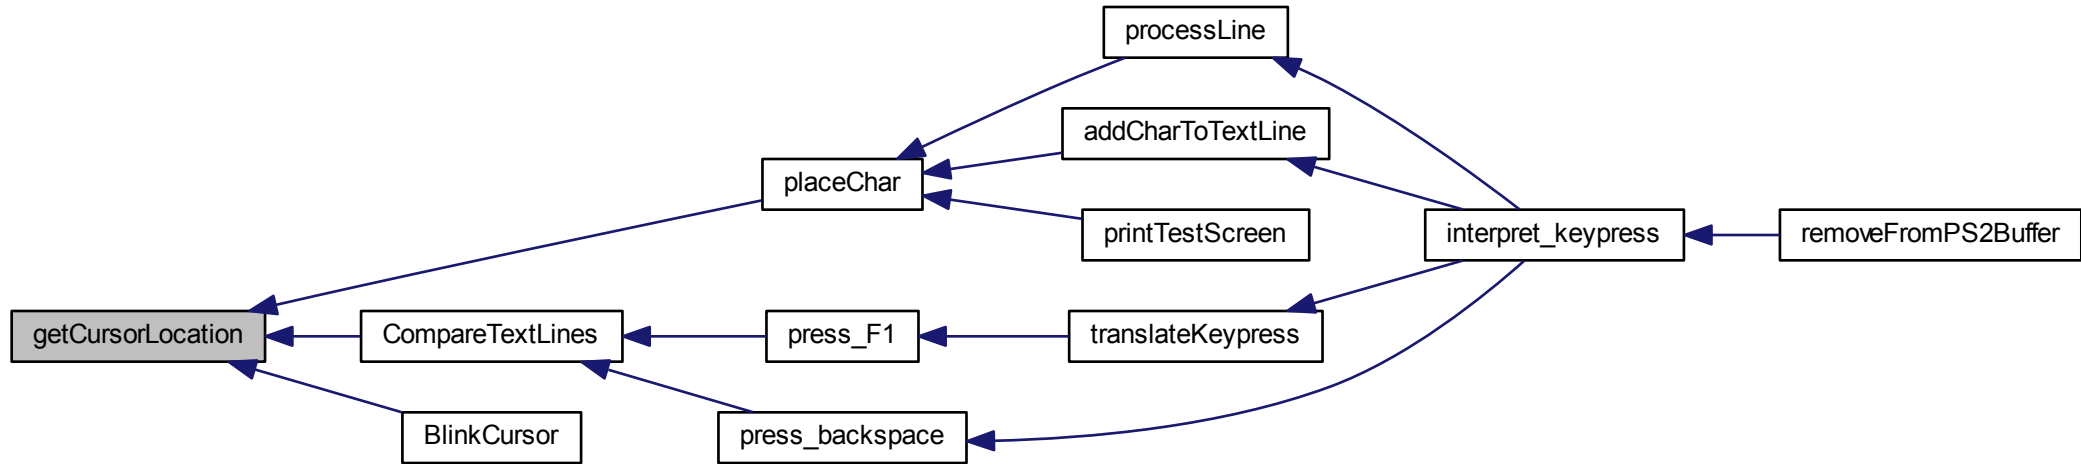 processLine
addCharToTextLine
placeChar
printTestScreen
interpret_keypress
removeFromPS2Buffer
getCursorLocation
CompareTextLines
press_F1
translateKeypress
BlinkCursor
press_backspace